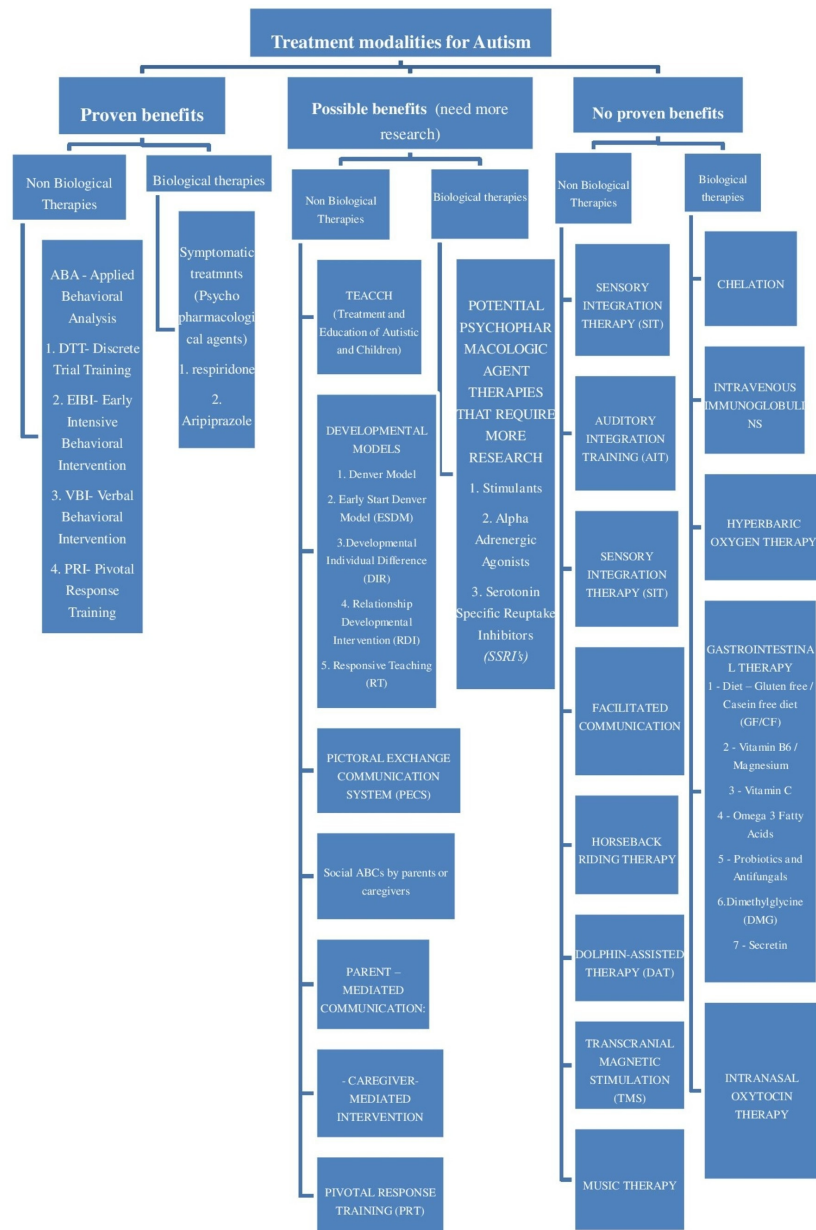 Treatment modalities for Autism
Proven benefits
Non Biological
Therapies
ABA - Applied
Behavioral
Analysis
1. DTT- Discrete
Trial Training
2. EIBI- Early
Intensive
Behavioral
Intervention
3. VBI- Verbal
Behavioral
Intervention
4. PRI- Pivotal
Response
Training
Biological therapies
Symptomatic
treatmnts
(Psycho
pharmacologi
cal agents)
1. respiridone
2.
Aripiprazole
Possible benefits (need more
research)
Non Biological
Therapies
TEACCH
(Treatment and
Education of Autistic
and Children)
DEVELOPMENTAL
MODELS
1. Denver Model
2. Early Start Denver
Model (ESDM)
3.Developmental
Individual Difference
(DIR)
4. Relationship
Developmental
Intervention (RDI)
5. Responsive Teaching
(RT)
PICTORAL EXCHANGE
COMMUNICATION
SYSTEM (PECS)
Social ABCs by parents or
caregivers
PARENT –
MEDIATED
COMMUNICATION:
- CAREGIVER-
MEDIATED
INTERVENTION
PIVOTAL RESPONSE
TRAINING (PRT)
Biological therapies
POTENTIAL
PSYCHOPHAR
MACOLOGIC
AGENT
THERAPIES
THAT REQUIRE
MORE
RESEARCH
1. Stimulants
2. Alpha
Adrenergic
Agonists
3. Serotonin
Specific Reuptake
Inhibitors
(SSRI's)
No proven benefits
Non Biological
Therapies
SENSORY
INTEGRATION
THERAPY (SIT)
AUDITORY
INTEGRATION
TRAINING (AIT)
SENSORY
INTEGRATION
THERAPY (SIT)
FACILITATED
COMMUNICATION
HORSEBACK
RIDING THERAPY
DOLPHIN-ASSISTED
THERAPY (DAT)
TRANSCRANIAL
MAGNETIC
STIMULATION
(TMS)
MUSIC THERAPY
Biological
therapies
CHELATION
INTRAVENOUS
IMMUNOGLOBULI
NS
HYPERBARIC
OXYGEN THERAPY
GASTROINTESTINA
L THERAPY
1 - Diet – Gluten free /
Casein free diet
(GF/CF)
2 - Vitamin B6 /
Magnesium
3 - Vitamin C
4 - Omega 3 Fatty
Acids
5 - Probiotics and
Antifungals
6.Dimethylglycine
(DMG)
7 - Secretin
INTRANASAL
OXYTOCIN
THERAPY